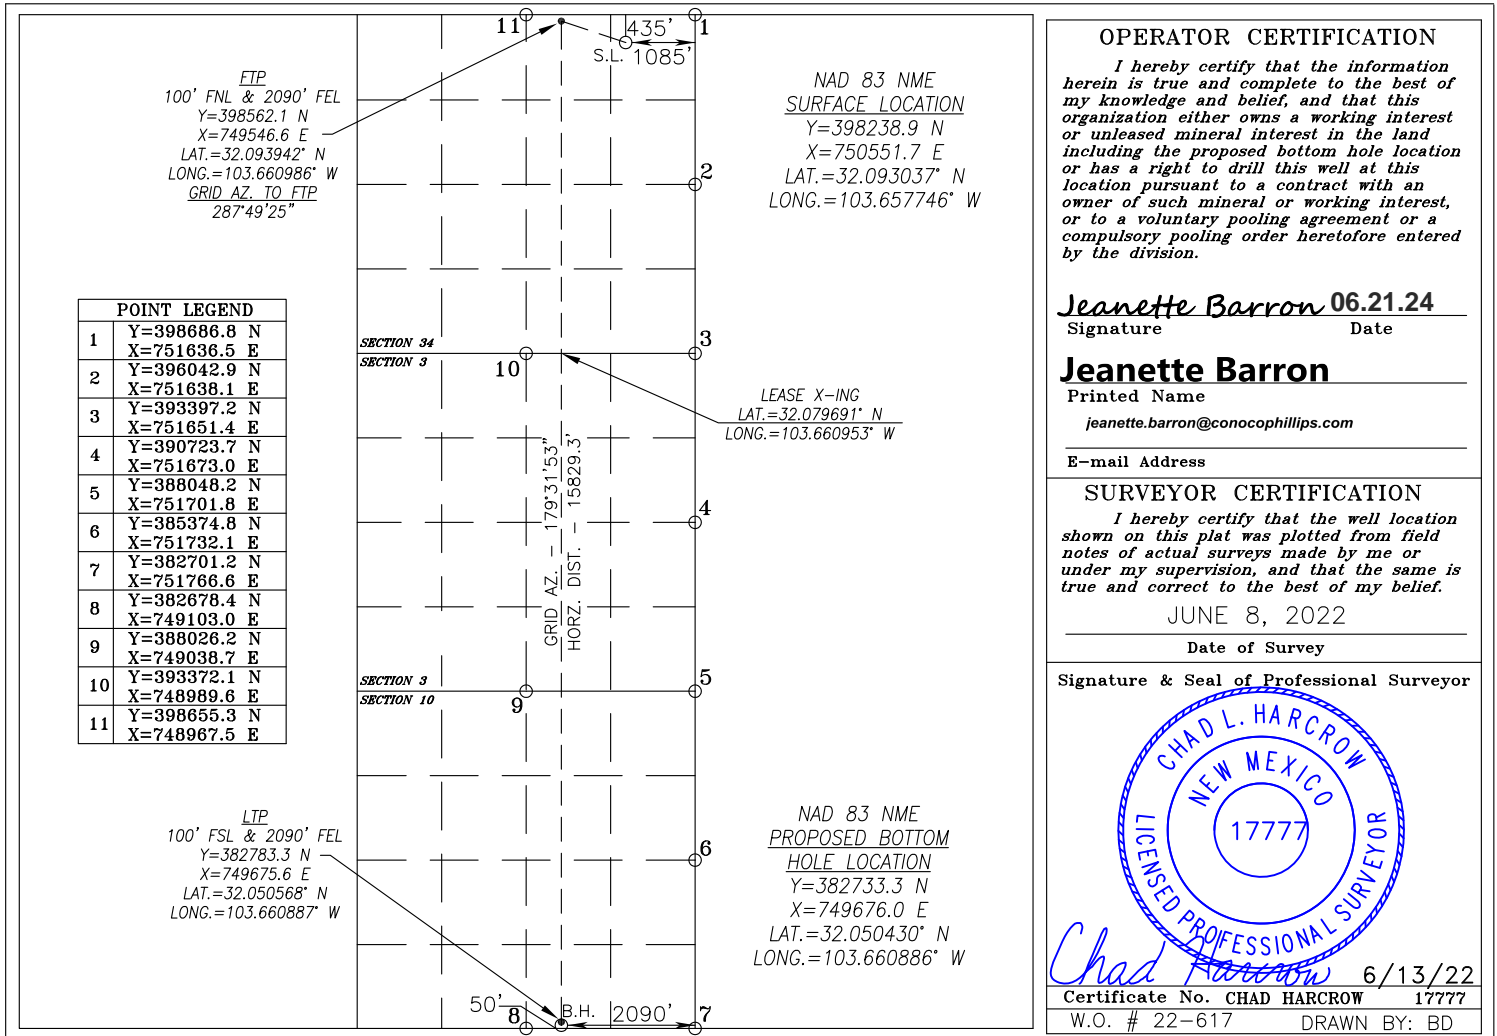 11
435'
1
S.L.
1085'
FTP
100' FNL & 2090' FEL
Y=398562.1 N
X=749546.6 E
LAT.=32.093942° N
LONG.=103.660986° W
GRID AZ. TO FTP
287°49'25"
NAD 83 NME
SURFACE LOCATION
Y=398238.9 N
X=750551.7 E
LAT.=32.093037° N
LONG.=103.657746° W
2
POINT LEGEND
1 Y=398686.8 N
X=751636.5 E
2 Y=396042.9 N
X=751638.1 E
3 Y=393397.2 N
X=751651.4 E
4 Y=390723.7 N
X=751673.0 E
5 Y=388048.2 N
X=751701.8 E
6 Y=385374.8 N
X=751732.1 E
7 Y=382701.2 N
X=751766.6 E
8 Y=382678.4 N
X=749103.0 E
9 Y=388026.2 N
X=749038.7 E
10 Y=393372.1 N
X=748989.6 E
11 Y=398655.3 N
X=748967.5 E
SECTION 34
SECTION 3
10
3
LEASE X-ING
LAT.=32.079691° N
LONG.=103.660953° W
GRID AZ. – 179°31'53"
HORZ. DIST. – 15829.3'
4
SECTION 3
SECTION 10
9
5
LTP
100' FSL & 2090' FEL
Y=382783.3 N
X=749675.6 E
LAT.=32.050568° N
LONG.=103.660887° W
NAD 83 NME
PROPOSED BOTTOM
HOLE LOCATION
Y=382733.3 N
X=749676.0 E
LAT.=32.050430° N
LONG.=103.660886° W
6
50'
8
B.H.
2090'
7
OPERATOR CERTIFICATION
I hereby certify that the information
herein is true and complete to the best of
my knowledge and belief, and that this
organization either owns a working interest
or unleased mineral interest in the land
including the proposed bottom hole location
or has a right to drill this well at this
location pursuant to a contract with an
owner of such mineral or working interest,
or to a voluntary pooling agreement or a
compulsory pooling order heretofore entered
by the division.
Jeanette Barron 06.21.24
Signature Date
Jeanette Barron
Printed Name
jeanette.barron@conocophillips.com
E-mail Address
SURVEYOR CERTIFICATION
I hereby certify that the well location
shown on this plat was plotted from field
notes of actual surveys made by me or
under my supervision, and that the same is
true and correct to the best of my belief.
JUNE 8, 2022
Date of Survey
Signature & Seal of Professional Surveyor
CHAD L. HARCROW
NEW MEXICO
17777
LICENSED PROFESSIONAL SURVEYOR
Chad Harcrow 6/13/22
Certificate No. CHAD HARCROW 17777
W.O. # 22-617 DRAWN BY: BD